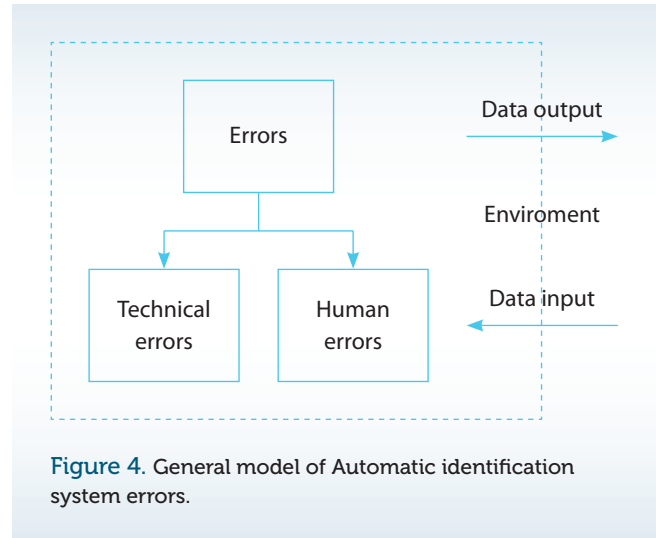 Errors
Data output
Enviroment
Technical
errors
Human
errors
Data input
Figure 4. General model of Automatic identification
system errors.